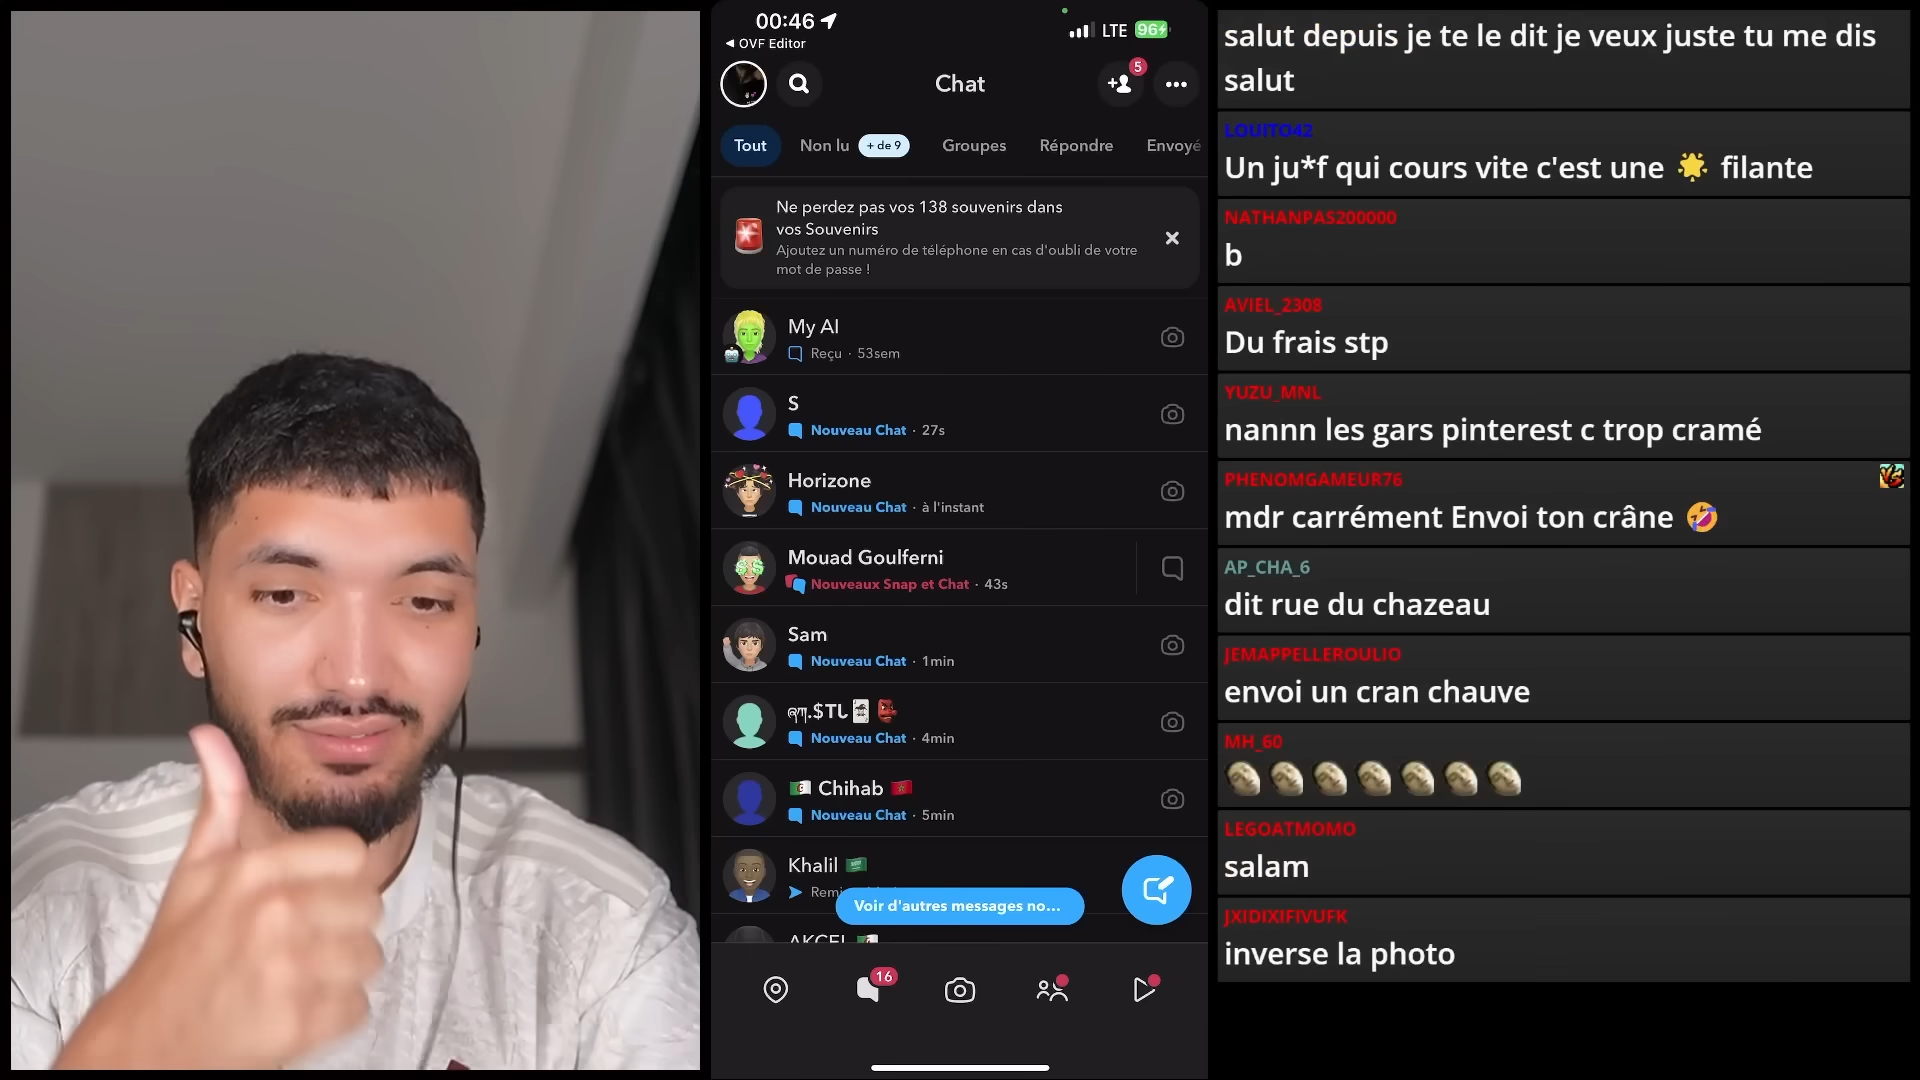 00:46
LTE
96
◀ OVF Editor
Chat
5
Tout
Non lu
+ de 9
Groupes
Répondre
Envoyé
Ne perdez pas vos 138 souvenirs dans
vos Souvenirs
Ajoutez un numéro de téléphone en cas d'oubli de votre
mot de passe !
My AI
Reçu · 53sem
S
Nouveau Chat · 27s
Horizone
Nouveau Chat · à l'instant
Mouad Goulferni
Nouveaux Snap et Chat · 43s
Sam
Nouveau Chat · 1min
Nouveau Chat · 4min
🇩🇿 Chihab 🇲🇦
Nouveau Chat · 5min
Khalil 🇸🇦
Voir d'autres messages no...
16
salut depuis je te le dit je veux juste tu me dis
salut
LOUITO42
Un ju*f qui cours vite c'est une 🌟 filante
NATHANPAS200000
b
AVIEL_2308
Du frais stp
YUZU_MNL
nannn les gars pinterest c trop cramé
PHENOMGAMEUR76
mdr carrément Envoi ton crâne 🤣
AP_CHA_6
dit rue du chazeau
JEMAPPELLEROULIO
envoi un cran chauve
MH_60
LEGOATMOMO
salam
JXIDIXIFIVUFK
inverse la photo